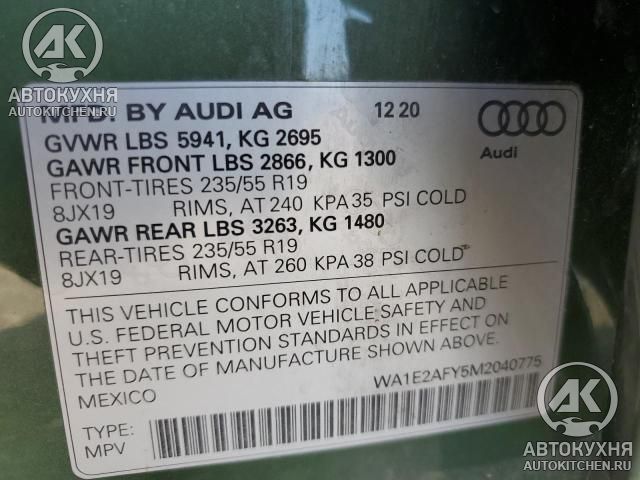 AK
АВТОКУХНЯ
AUTOKITCHEN.RU
MFD BY AUDI AG 12 20
GVWR LBS 5941, KG 2695
GAWR FRONT LBS 2866, KG 1300
Audi
FRONT-TIRES 235/55 R19
8JX19 RIMS, AT 240 KPA 35 PSI COLD
GAWR REAR LBS 3263, KG 1480
REAR-TIRES 235/55 R19
8JX19 RIMS, AT 260 KPA 38 PSI COLD
THIS VEHICLE CONFORMS TO ALL APPLICABLE
U.S. FEDERAL MOTOR VEHICLE SAFETY AND
THEFT PREVENTION STANDARDS IN EFFECT ON
THE DATE OF MANUFACTURE SHOWN ABOVE.
MEXICO
WA1E2AFY5M2040775
TYPE:
MPV
AK
АВТОКУХНЯ
AUTOKITCHEN.RU